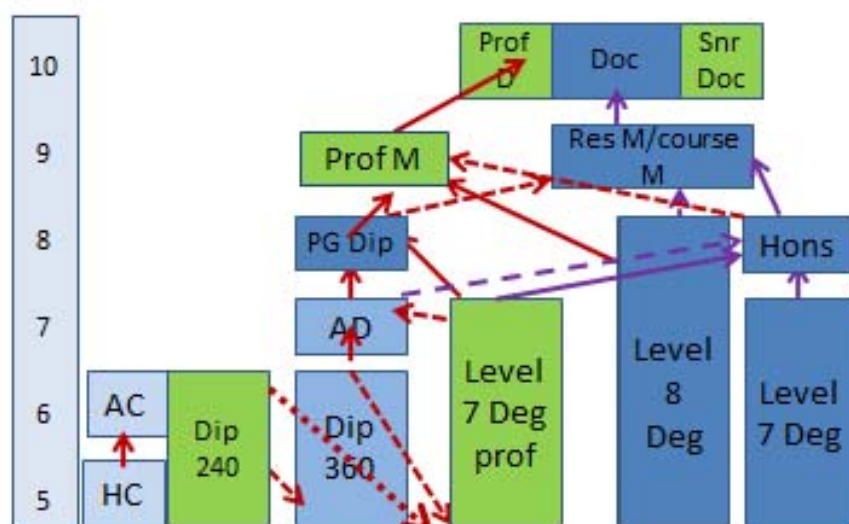 10
Prof
D
Doc
Snr
Doc
9
Prof M
Res M/course
M
8
PG Dip
Hons
7
AD
Level
7 Deg
prof
Level
8
Deg
Level
7 Deg
6
AC
Dip
240
Dip
360
5
HC